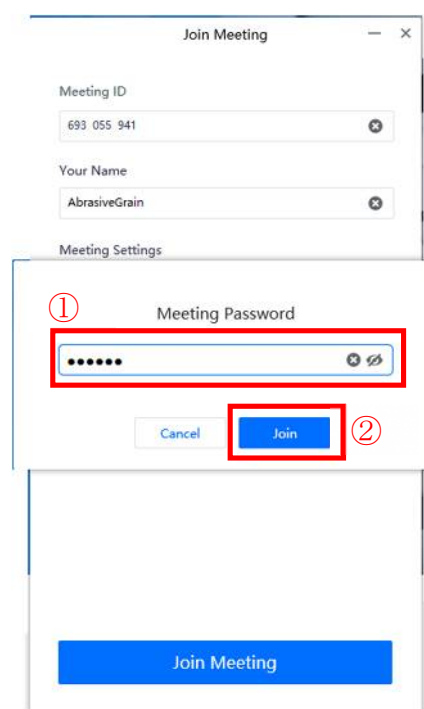 Join Meeting
Meeting ID
693 055 941
Your Name
AbrasiveGrain
Meeting Settings
①
Meeting Password
••••••
Cancel
Join
②
Join Meeting